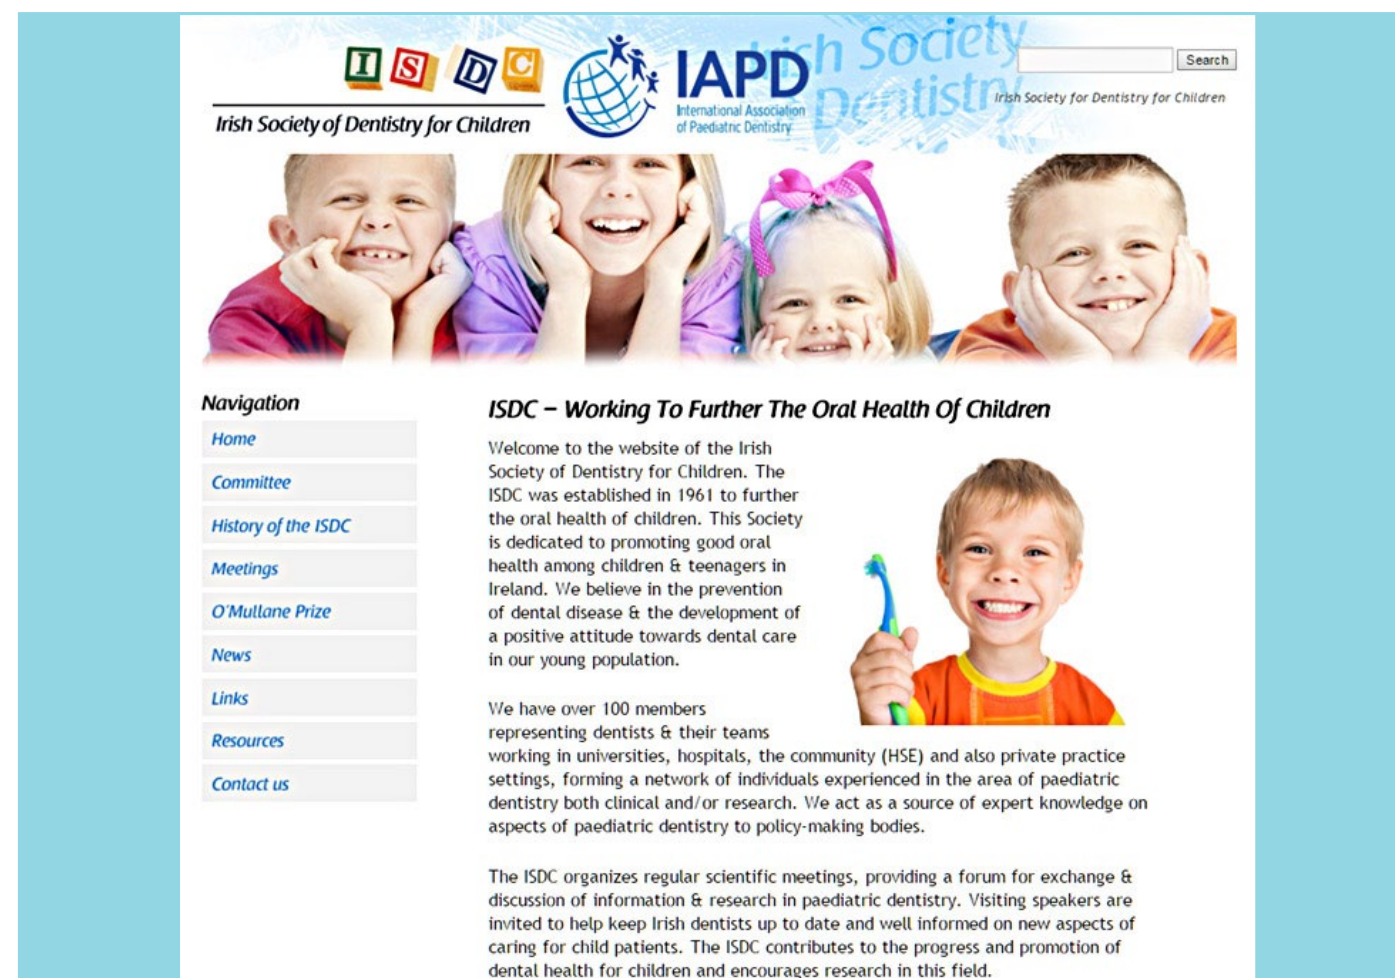 I S D C
Irish Society of Dentistry for Children
IAPD
International Association
of Paediatric Dentistry
Irish Society
Dentistry
Search
Irish Society for Dentistry for Children
Navigation
Home
Committee
History of the ISDC
Meetings
O'Mullane Prize
News
Links
Resources
Contact us
ISDC – Working To Further The Oral Health Of Children
Welcome to the website of the Irish
Society of Dentistry for Children. The
ISDC was established in 1961 to further
the oral health of children. This Society
is dedicated to promoting good oral
health among children & teenagers in
Ireland. We believe in the prevention
of dental disease & the development of
a positive attitude towards dental care
in our young population.
We have over 100 members
representing dentists & their teams
working in universities, hospitals, the community (HSE) and also private practice
settings, forming a network of individuals experienced in the area of paediatric
dentistry both clinical and/or research. We act as a source of expert knowledge on
aspects of paediatric dentistry to policy-making bodies.
The ISDC organizes regular scientific meetings, providing a forum for exchange &
discussion of information & research in paediatric dentistry. Visiting speakers are
invited to help keep Irish dentists up to date and well informed on new aspects of
caring for child patients. The ISDC contributes to the progress and promotion of
dental health for children and encourages research in this field.